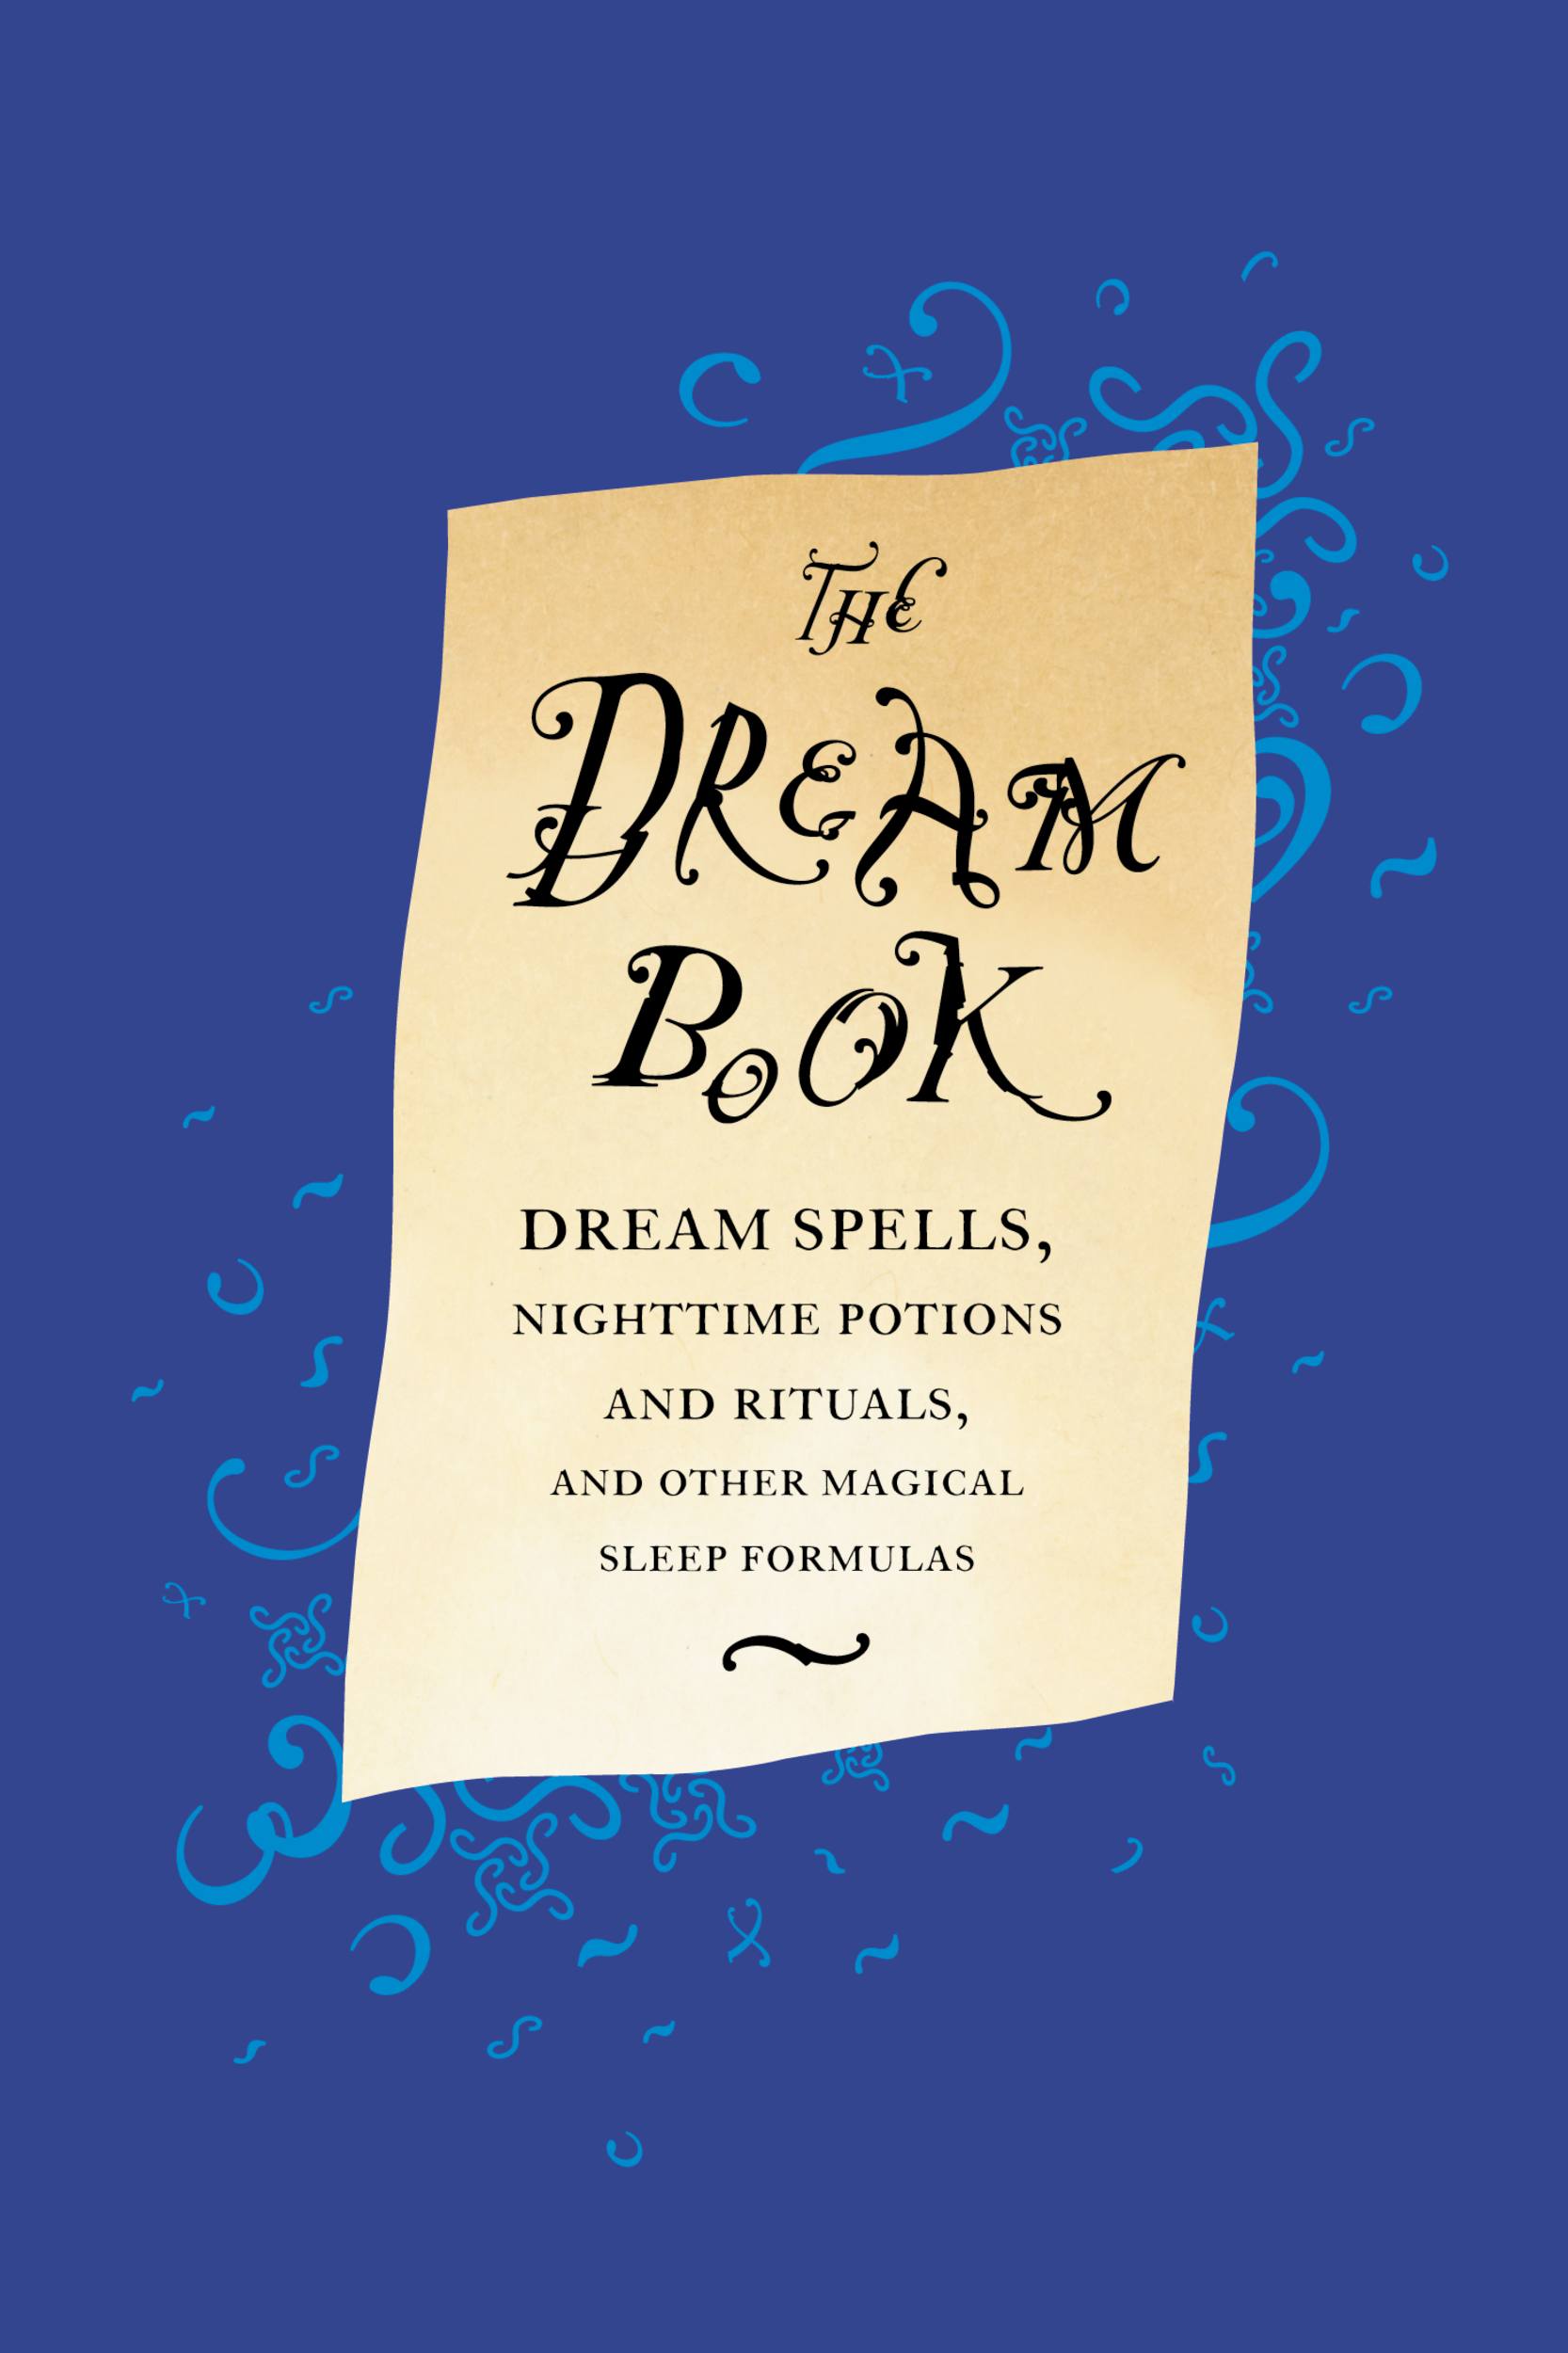 THE
DREAM
BOOK
DREAM SPELLS,
NIGHTTIME POTIONS
AND RITUALS,
AND OTHER MAGICAL
SLEEP FORMULAS